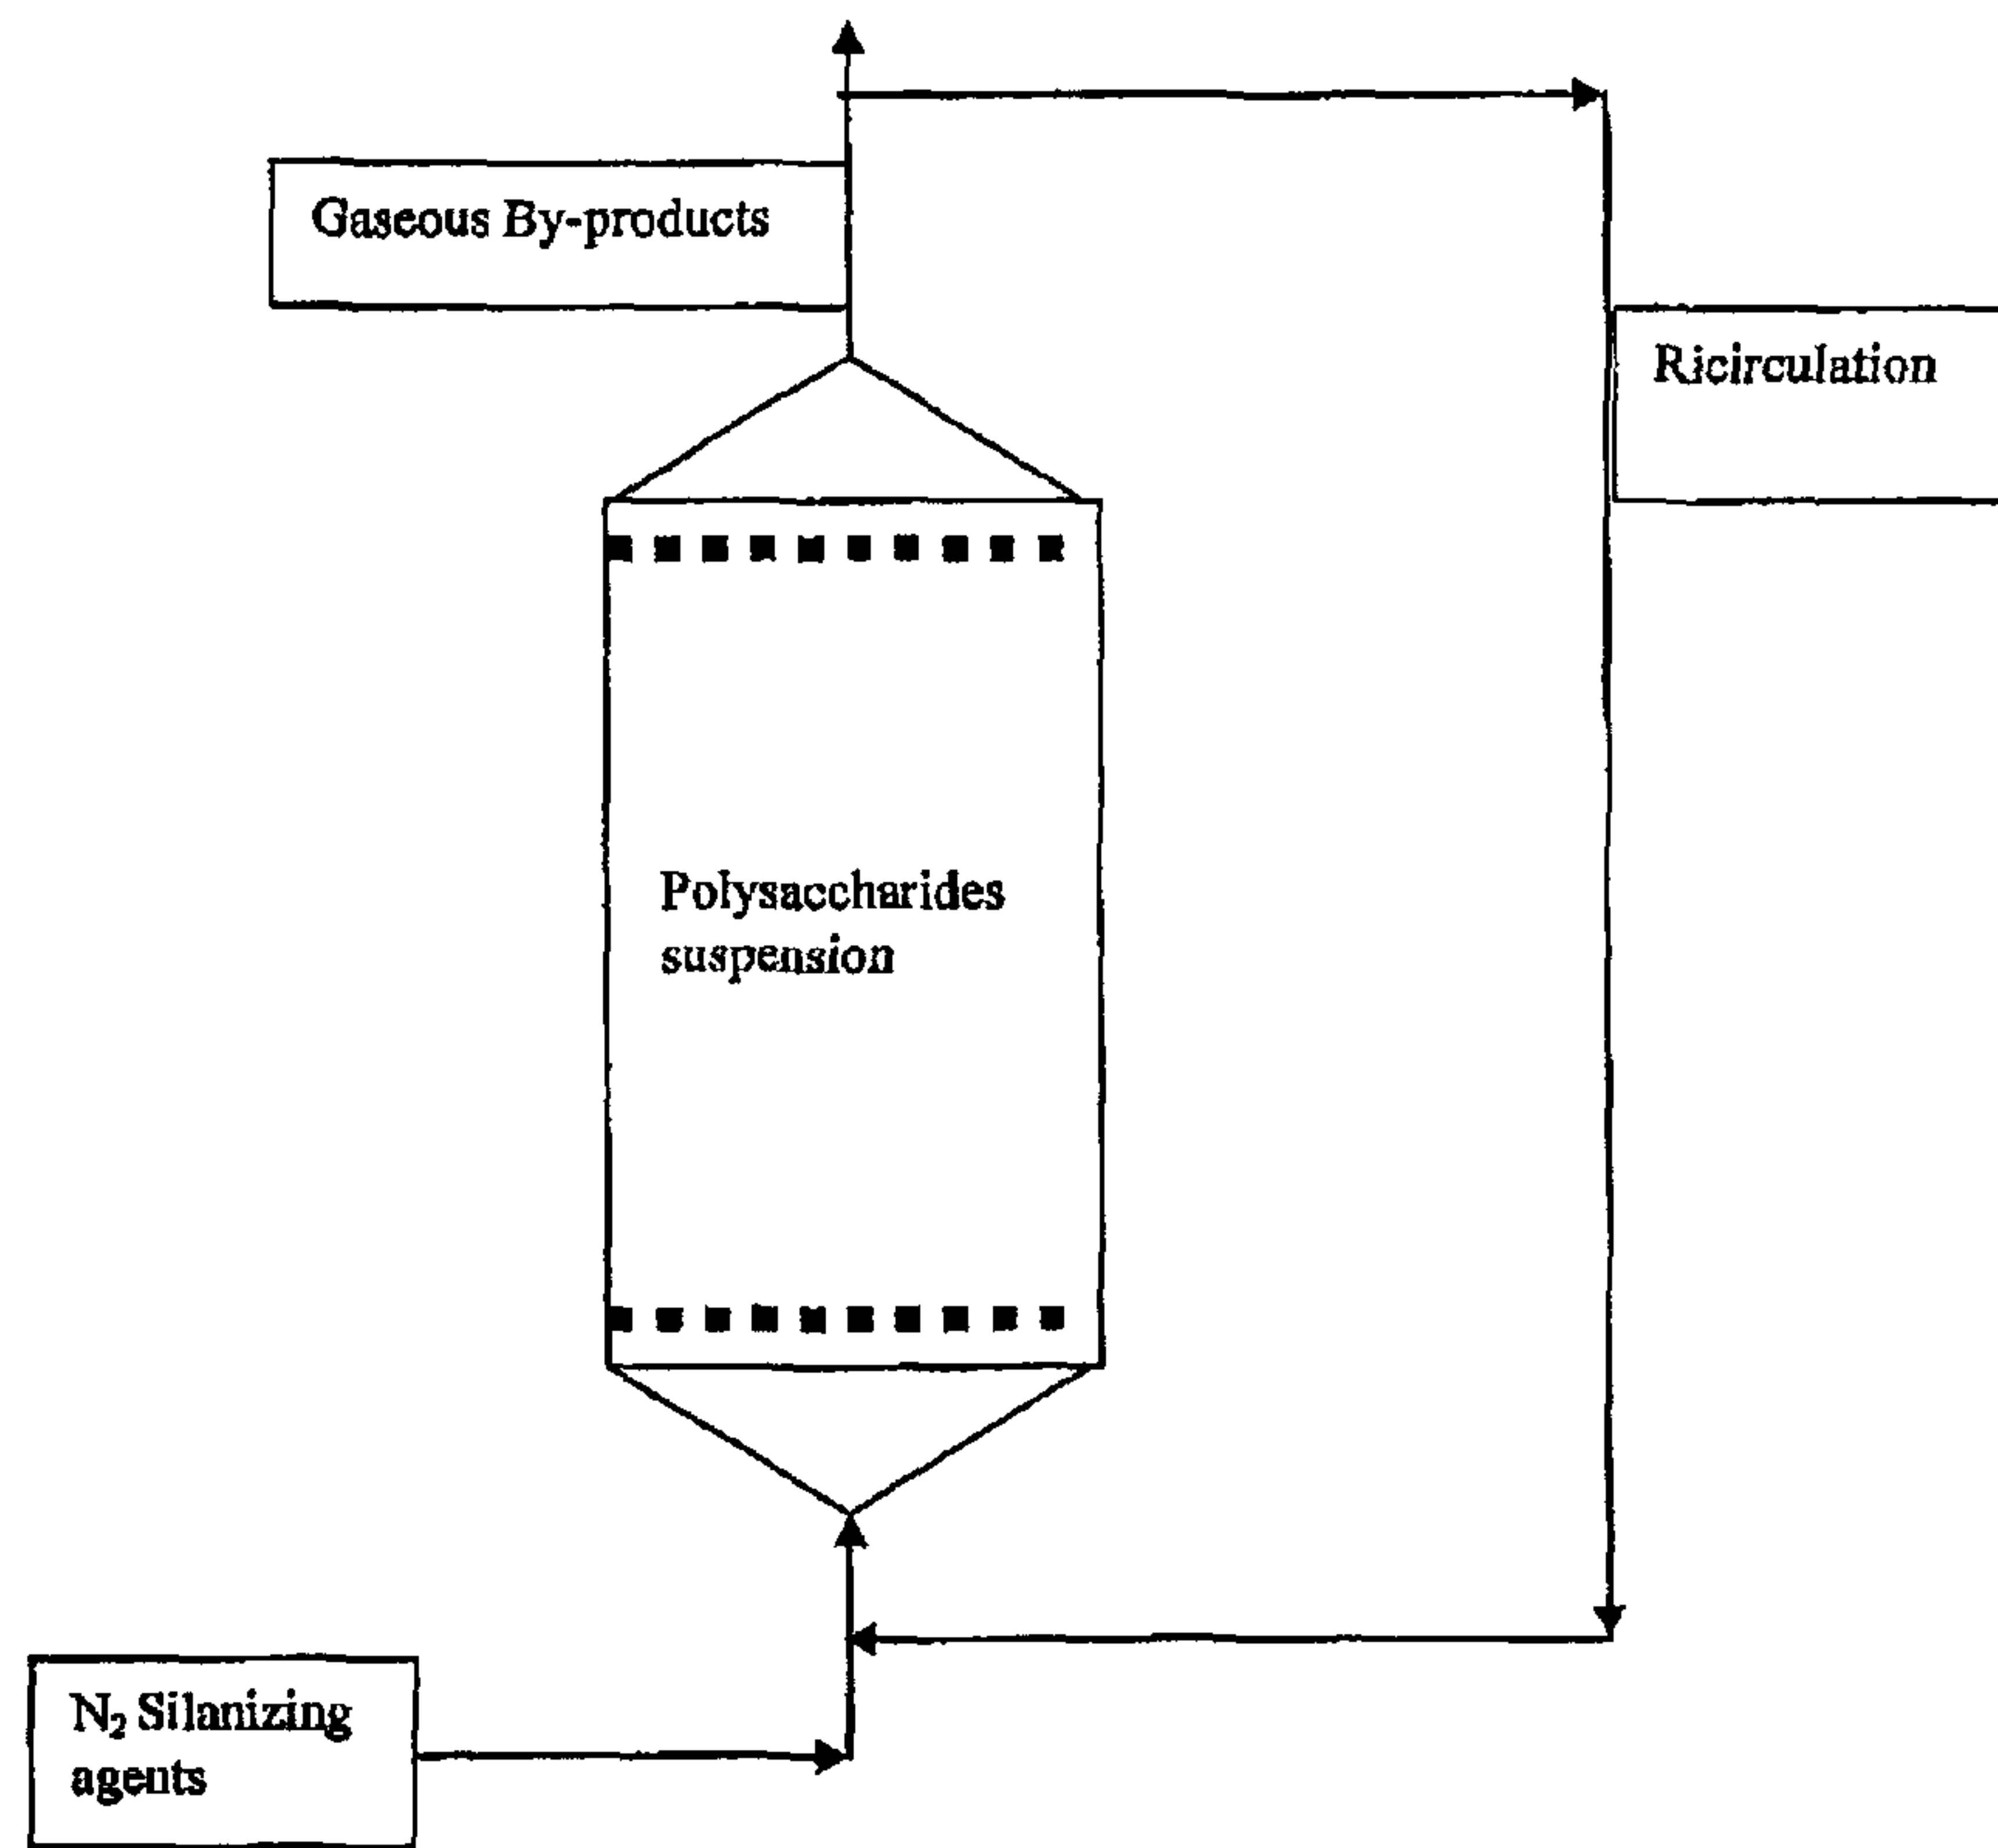 Gaseous By-products
Ricirculation
Polysaccharides
suspension
N₂ Silanizing
agents